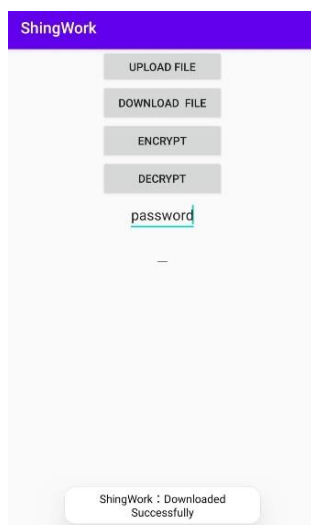 ShingWork
UPLOAD FILE
DOWNLOAD FILE
ENCRYPT
DECRYPT
password
ShingWork：Downloaded
Successfully